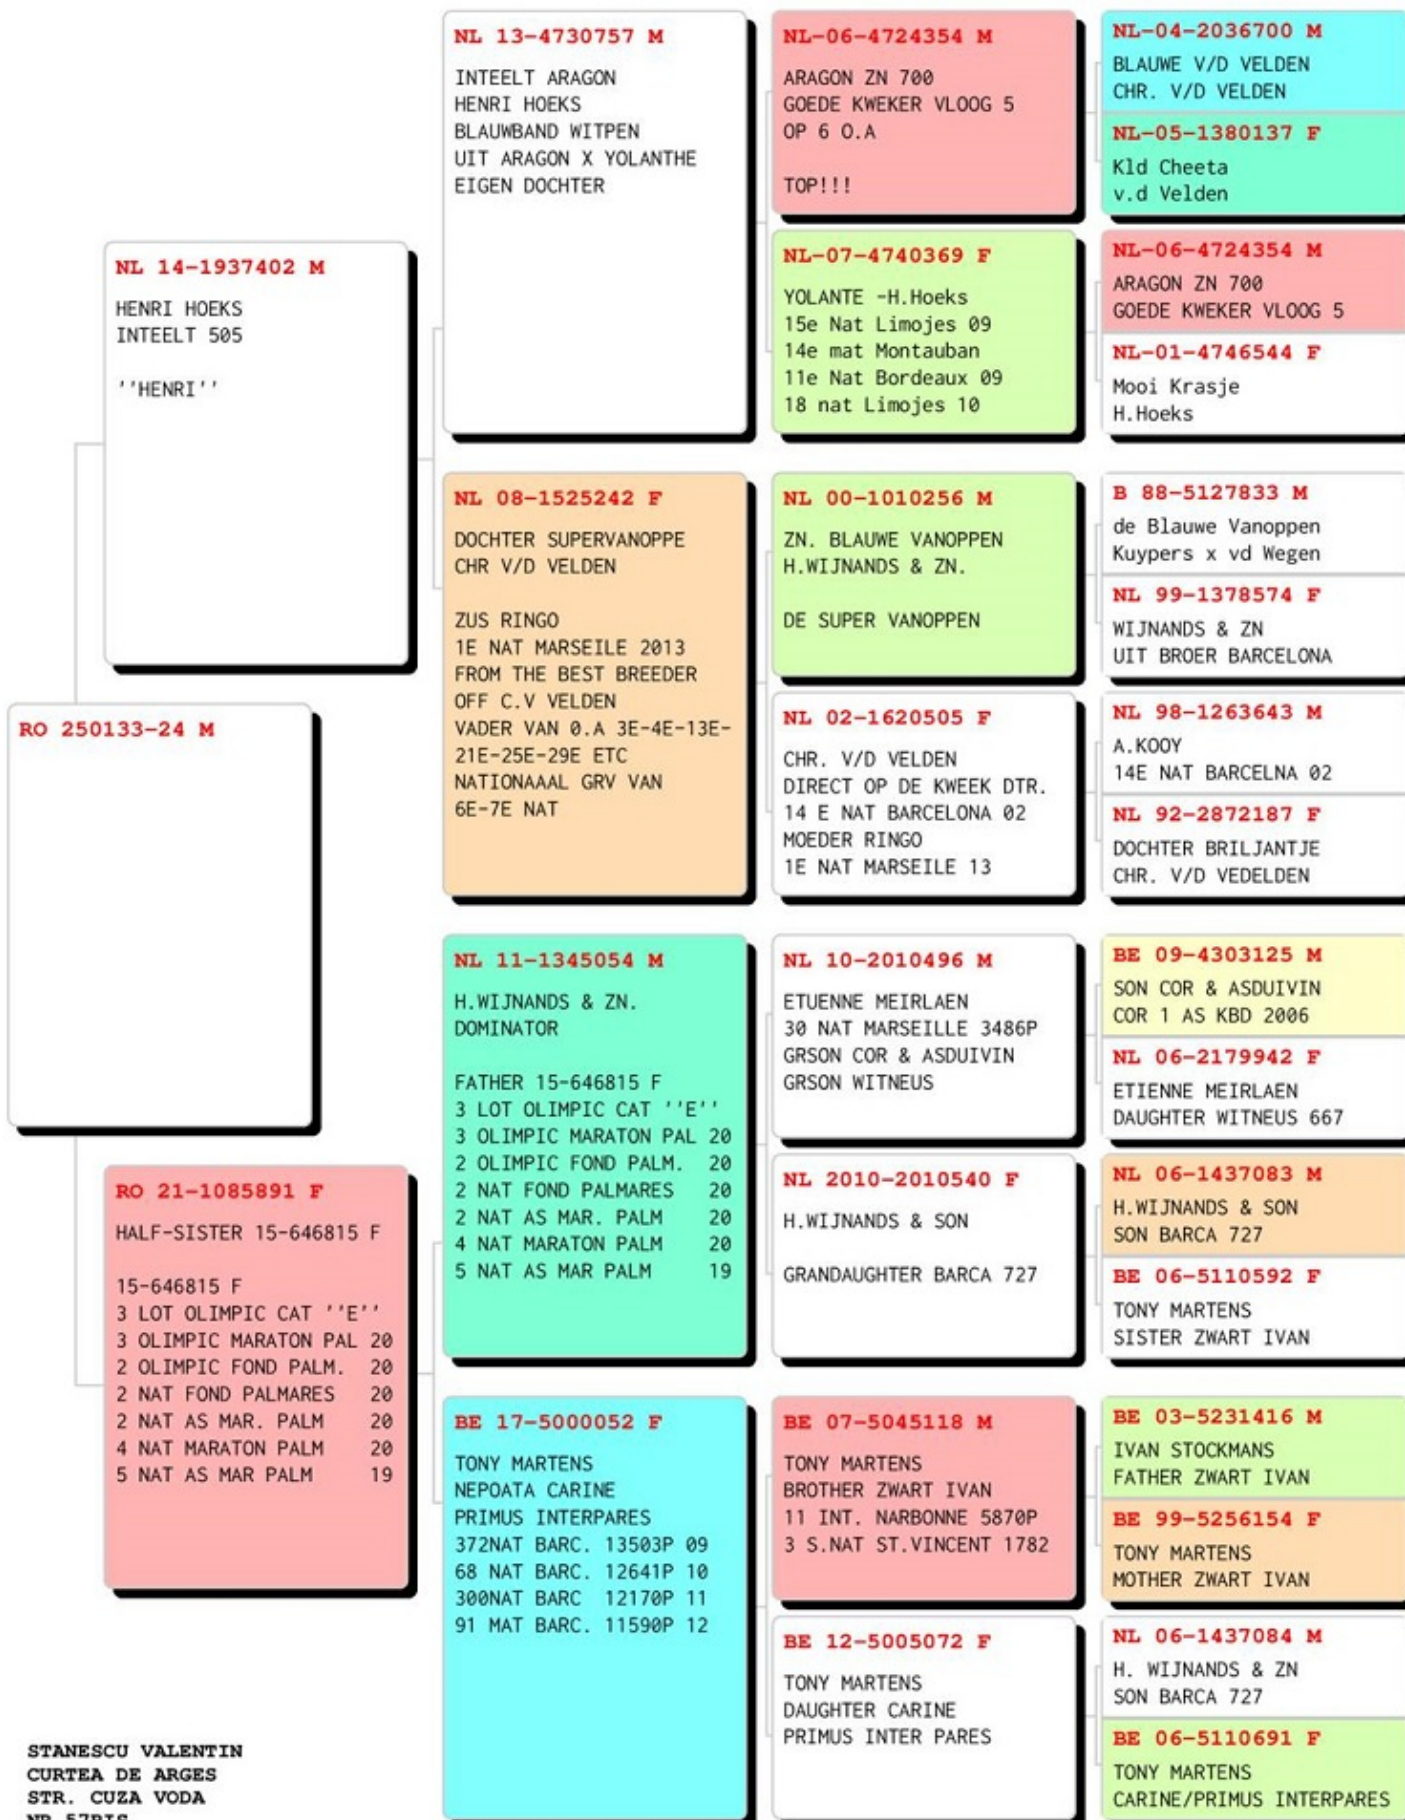 RO 250133-24 M
NL 14-1937402 M
HENRI HOEKS
INTEELT 505
''HENRI''
RO 21-1085891 F
HALF-SISTER 15-646815 F
15-646815 F
3 LOT OLIMPIC CAT ''E''
3 OLIMPIC MARATON PAL 20
2 OLIMPIC FOND PALM. 20
2 NAT FOND PALMARES 20
2 NAT AS MAR. PALM 20
4 NAT MARATON PALM 20
5 NAT AS MAR PALM 19
NL 13-4730757 M
INTEELT ARAGON
HENRI HOEKS
BLAUWBAND WITPEN
UIT ARAGON X YOLANTHE
EIGEN DOCHTER
NL 08-1525242 F
DOCHTER SUPERVANOPPE
CHR V/D VELDEN
ZUS RINGO
1E NAT MARSEILE 2013
FROM THE BEST BREEDER
OFF C.V VELDEN
VADER VAN 0.A 3E-4E-13E-
21E-25E-29E ETC
NATIONAAAL GRV VAN
6E-7E NAT
NL 11-1345054 M
H.WIJNANDS & ZN.
DOMINATOR
FATHER 15-646815 F
3 LOT OLIMPIC CAT ''E''
3 OLIMPIC MARATON PAL 20
2 OLIMPIC FOND PALM. 20
2 NAT FOND PALMARES 20
2 NAT AS MAR. PALM 20
4 NAT MARATON PALM 20
5 NAT AS MAR PALM 19
BE 17-5000052 F
TONY MARTENS
NEPOATA CARINE
PRIMUS INTERPARES
372NAT BARC. 13503P 09
68 NAT BARC. 12641P 10
300NAT BARC 12170P 11
91 MAT BARC. 11590P 12
NL-06-4724354 M
ARAGON ZN 700
GOEDE KWEKER VLOOG 5
OP 6 O.A
TOP!!!
NL-07-4740369 F
YOLANTE -H.Hoeks
15e Nat Limojes 09
14e mat Montauban
11e Nat Bordeaux 09
18 nat Limojes 10
NL 00-1010256 M
ZN. BLAUWE VANOPPEN
H.WIJNANDS & ZN.
DE SUPER VANOPPEN
NL 02-1620505 F
CHR. V/D VELDEN
DIRECT OP DE KWEEK DTR.
14 E NAT BARCELONA 02
MOEDER RINGO
1E NAT MARSEILE 13
NL 10-2010496 M
ETUENNE MEIRLAEN
30 NAT MARSEILLE 3486P
GRSON COR & ASDUIVIN
GRSON WITNEUS
NL 2010-2010540 F
H.WIJNANDS & SON
GRANDAUGHTER BARCA 727
BE 07-5045118 M
TONY MARTENS
BROTHER ZWART IVAN
11 INT. NARBONNE 5870P
3 S.NAT ST.VINCENT 1782
BE 12-5005072 F
TONY MARTENS
DAUGHTER CARINE
PRIMUS INTER PARES
NL-04-2036700 M
BLAUWE V/D VELDEN
CHR. V/D VELDEN
NL-05-1380137 F
Kld Cheeta
v.d Velden
NL-06-4724354 M
ARAGON ZN 700
GOEDE KWEKER VLOOG 5
NL-01-4746544 F
Mooi Krasje
H.Hoeks
B 88-5127833 M
de Blauwe Vanoppen
Kuypers x vd Wegen
NL 99-1378574 F
WIJNANDS & ZN
UIT BROER BARCELONA
NL 98-1263643 M
A.KOOY
14E NAT BARCELNA 02
NL 92-2872187 F
DOCHTER BRILJANTJE
CHR. V/D VEDELDEN
BE 09-4303125 M
SON COR & ASDUIVIN
COR 1 AS KBD 2006
NL 06-2179942 F
ETIENNE MEIRLAEN
DAUGHTER WITNEUS 667
NL 06-1437083 M
H.WIJNANDS & SON
SON BARCA 727
BE 06-5110592 F
TONY MARTENS
SISTER ZWART IVAN
BE 03-5231416 M
IVAN STOCKMANS
FATHER ZWART IVAN
BE 99-5256154 F
TONY MARTENS
MOTHER ZWART IVAN
NL 06-1437084 M
H. WIJNANDS & ZN
SON BARCA 727
BE 06-5110691 F
TONY MARTENS
CARINE/PRIMUS INTERPARES
STANESCU VALENTIN
CURTEA DE ARGES
STR. CUZA VODA
NR 57BIS